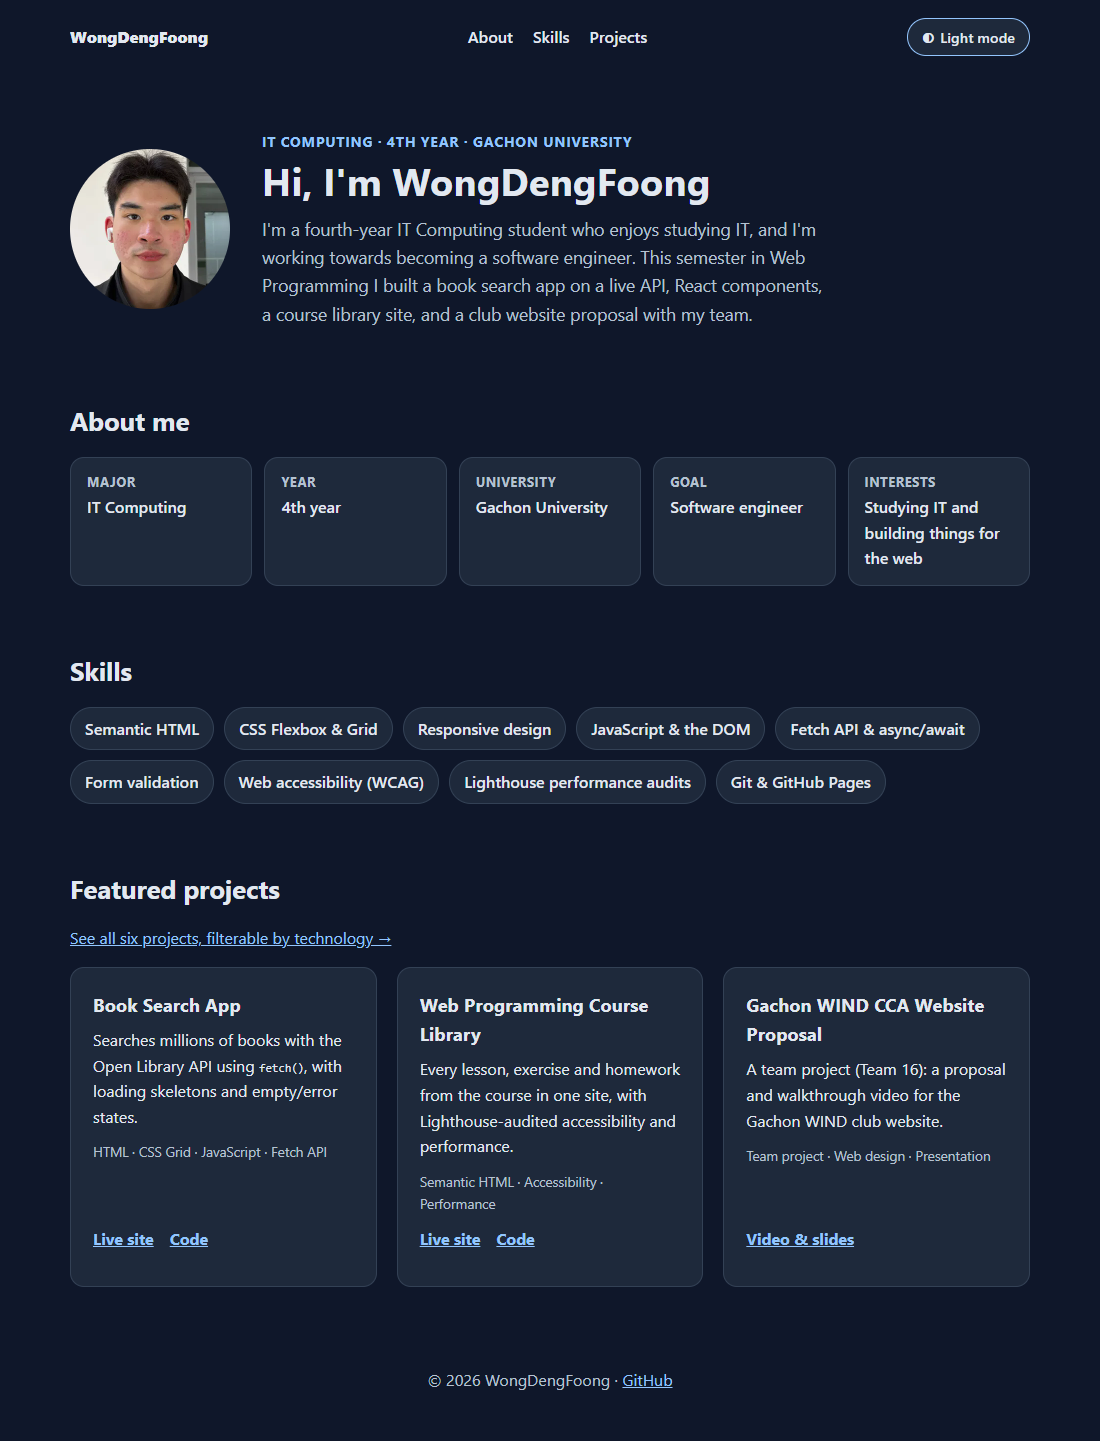 WongDengFoong
About
Skills
Projects
Light mode
IT COMPUTING · 4TH YEAR · GACHON UNIVERSITY
Hi, I'm WongDengFoong
I'm a fourth-year IT Computing student who enjoys studying IT, and I'm
working towards becoming a software engineer. This semester in Web
Programming I built a book search app on a live API, React components,
a course library site, and a club website proposal with my team.
About me
MAJOR
IT Computing
YEAR
4th year
UNIVERSITY
Gachon University
GOAL
Software engineer
INTERESTS
Studying IT and
building things for
the web
Skills
Semantic HTML
CSS Flexbox & Grid
Responsive design
JavaScript & the DOM
Fetch API & async/await
Form validation
Web accessibility (WCAG)
Lighthouse performance audits
Git & GitHub Pages
Featured projects
See all six projects, filterable by technology →
Book Search App
Searches millions of books with the
Open Library API using fetch(), with
loading skeletons and empty/error
states.
HTML · CSS Grid · JavaScript · Fetch API
Live site
Code
Web Programming Course
Library
Every lesson, exercise and homework
from the course in one site, with
Lighthouse-audited accessibility and
performance.
Semantic HTML · Accessibility ·
Performance
Live site
Code
Gachon WIND CCA Website
Proposal
A team project (Team 16): a proposal
and walkthrough video for the
Gachon WIND club website.
Team project · Web design · Presentation
Video & slides
© 2026 WongDengFoong · GitHub